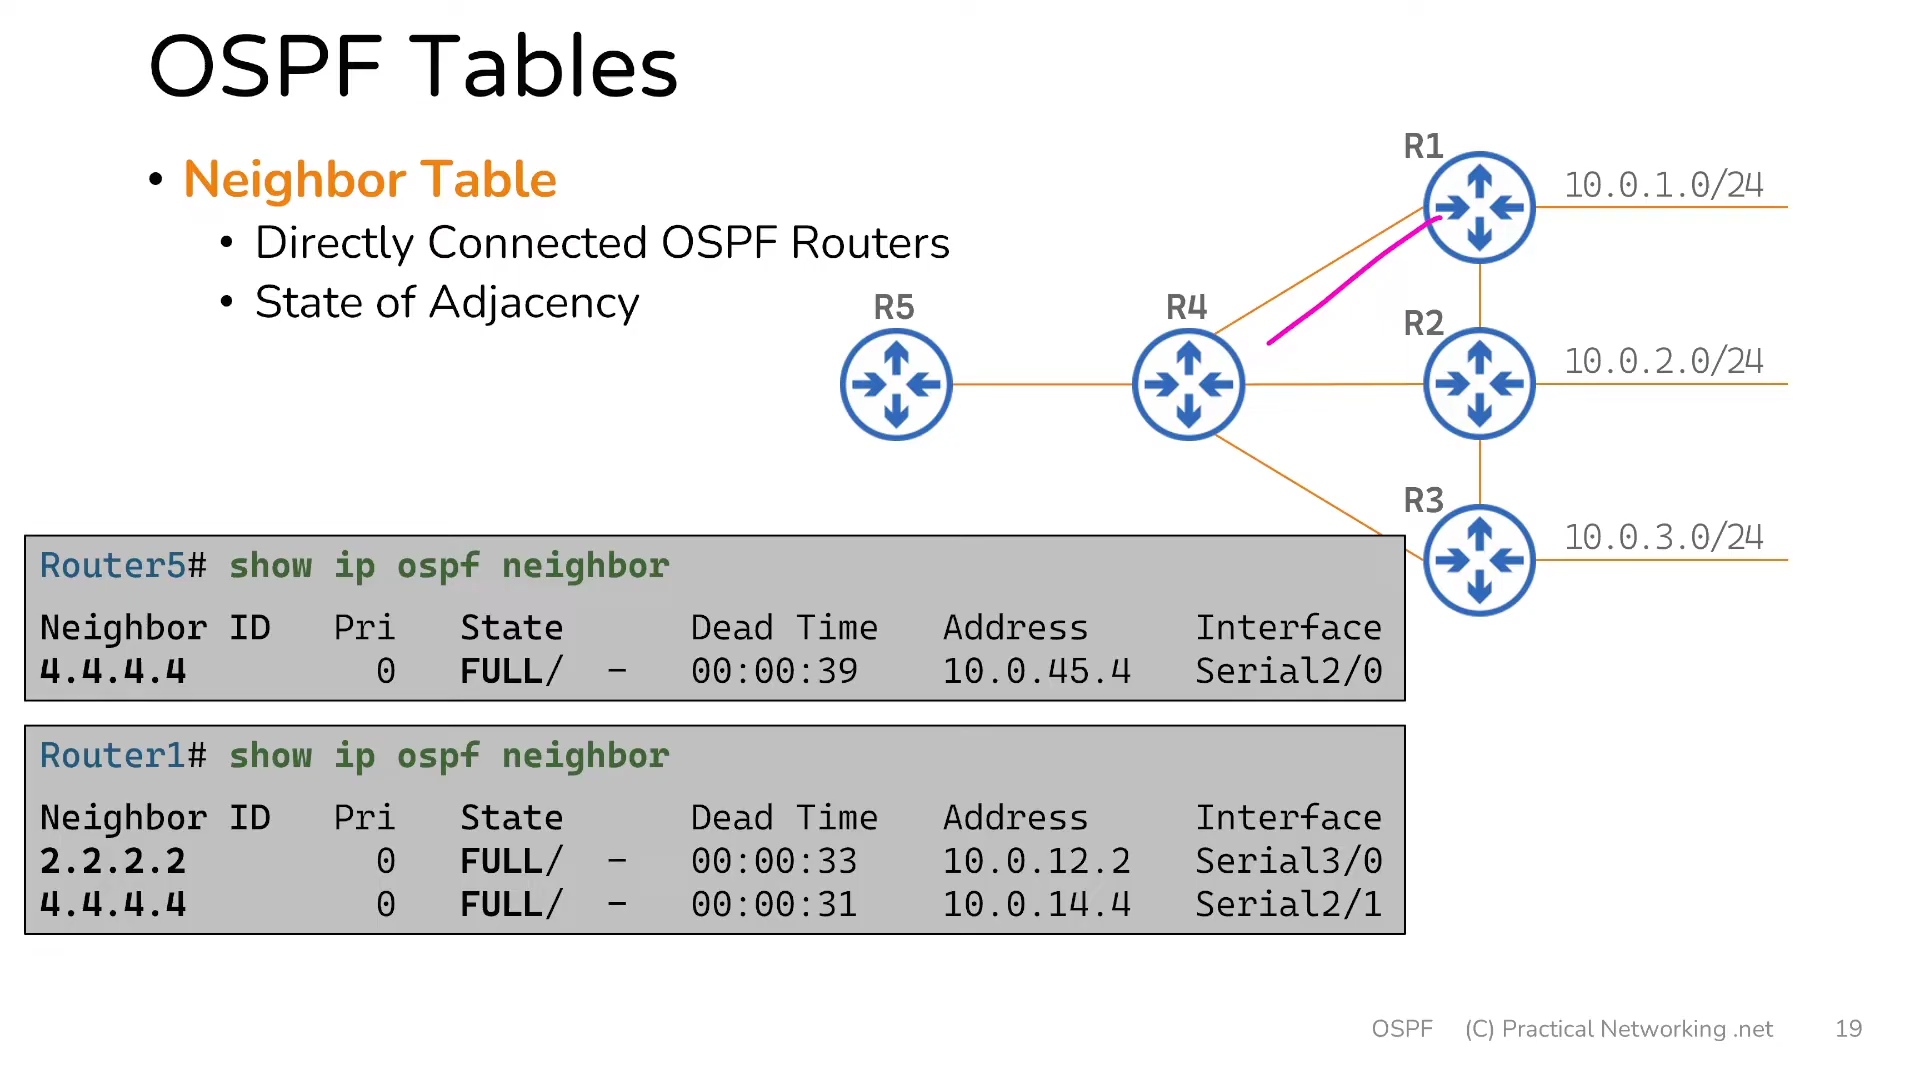 OSPF Tables
• Neighbor Table
• Directly Connected OSPF Routers
• State of Adjacency
R1
10.0.1.0/24
R5
R4
R2
10.0.2.0/24
R3
10.0.3.0/24
Router5# show ip ospf neighbor
Neighbor ID Pri State Dead Time Address Interface
4.4.4.4 0 FULL/ - 00:00:39 10.0.45.4 Serial2/0
Router1# show ip ospf neighbor
Neighbor ID Pri State Dead Time Address Interface
2.2.2.2 0 FULL/ - 00:00:33 10.0.12.2 Serial3/0
4.4.4.4 0 FULL/ - 00:00:31 10.0.14.4 Serial2/1
OSPF (C) Practical Networking .net 19